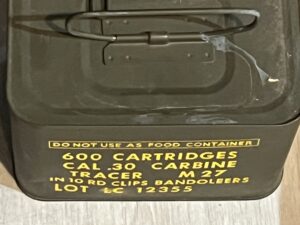 DO NOT USE AS FOOD CONTAINER
600 CARTRIDGES
CAL .30 CARBINE
TRACER M 27
IN 10 RD CLIPS BANDOLEERS
LOT LC 12355